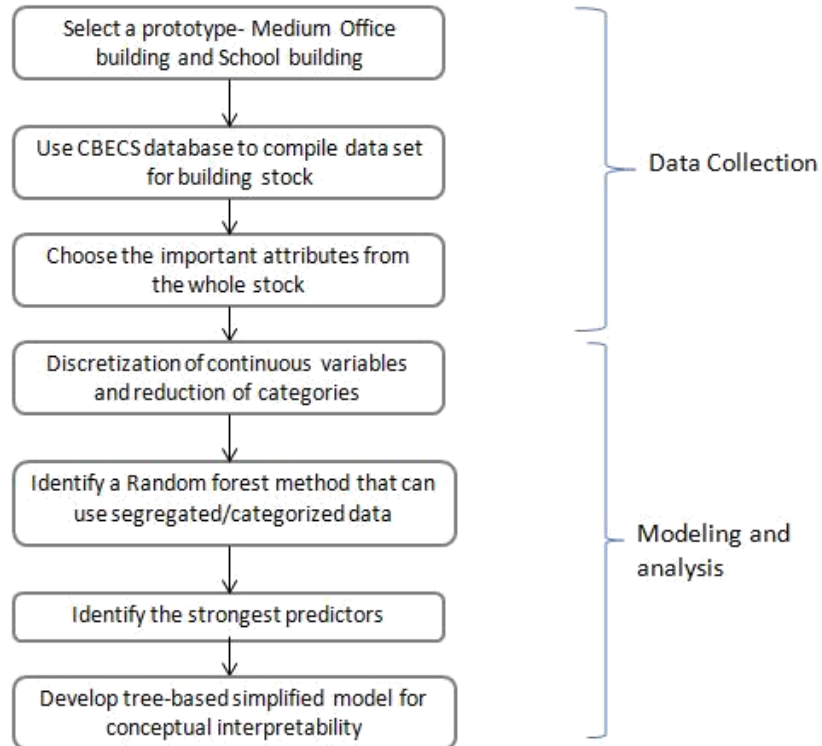 Select a prototype- Medium Office
building and School building
Use CBECS database to compile data set
for building stock
Data Collection
Choose the important attributes from
the whole stock
Discretization of continuous variables
and reduction of categories
Identify a Random forest method that can
use segregated/categorized data
Modeling and
analysis
Identify the strongest predictors
Develop tree-based simplified model for
conceptual interpretability